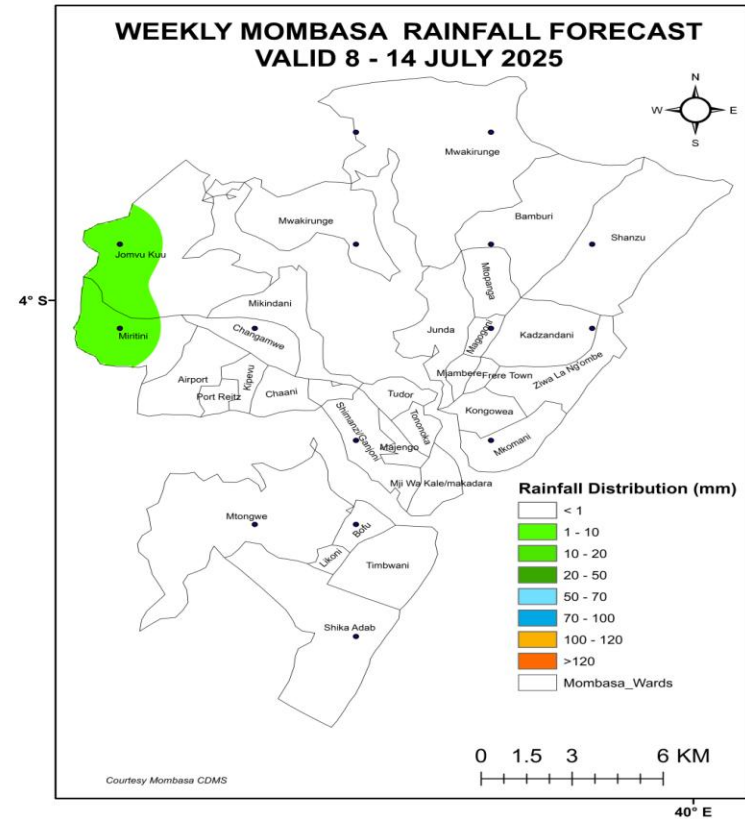 WEEKLY MOMBASA RAINFALL FORECAST
VALID 8 - 14 JULY 2025
N
W E
S
Mwakirunge
Mwakirunge
Bamburi
Shanzu
Jomvu Kuu
Mtopanga
4° S
Mikindani
Miritini
Changamwe
Junda
Magogoni
Kadzandani
Airport
Port Reitz
Kipevu
Chaani
Mjambere
Frere Town
Ziwa La Ng'ombe
Tudor
Kongowea
Shimanzi/Ganjoni
Tononoka
Majengo
Mkomani
Mji Wa Kale/makadara
Mtongwe
Bofu
Likoni
Timbwani
Shika Adab
Rainfall Distribution (mm)
< 1
1 - 10
10 - 20
20 - 50
50 - 70
70 - 100
100 - 120
>120
Mombasa_Wards
0 1.5 3 6 KM
Courtesy Mombasa CDMS
40° E